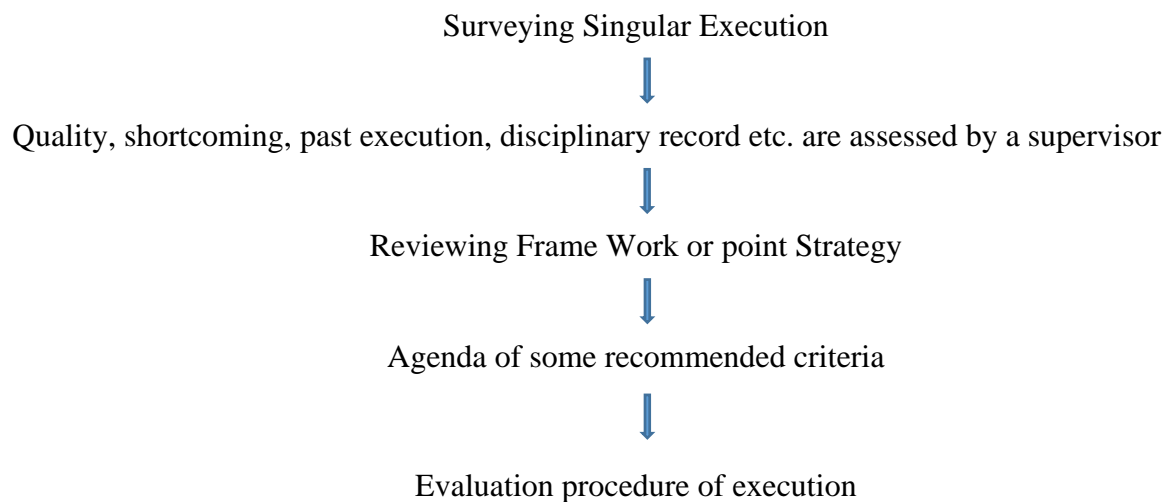 Surveying Singular Execution
Quality, shortcoming, past execution, disciplinary record etc. are assessed by a supervisor
Reviewing Frame Work or point Strategy
Agenda of some recommended criteria
Evaluation procedure of execution